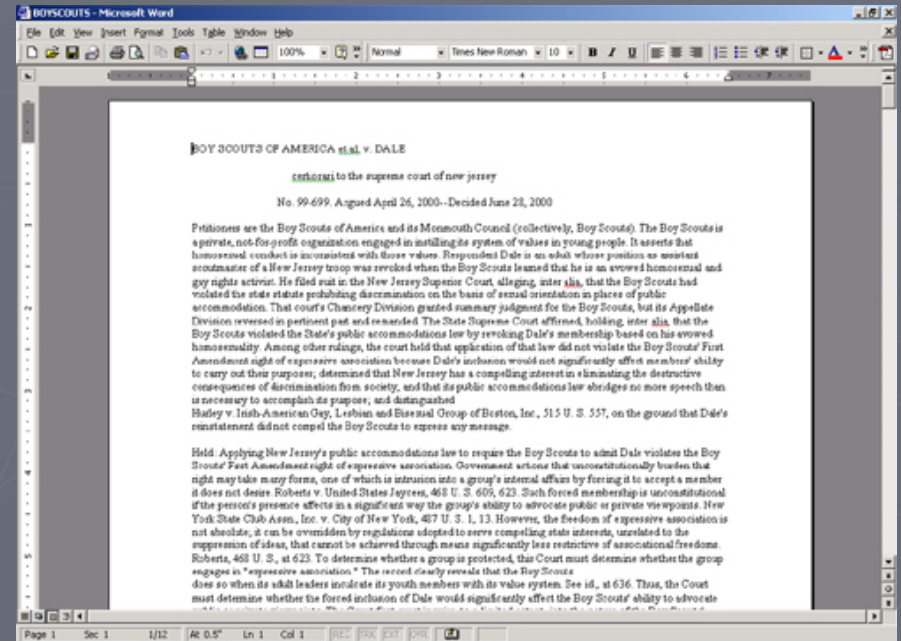 BOYSCOUTS - Microsoft Word
File Edit View Insert Format Tools Table Window Help
100% Normal Times New Roman 10 B I U
BOY SCOUTS OF AMERICA et al. v. DALE
certiorari to the supreme court of new jersey
No. 99-699. Argued April 26, 2000--Decided June 28, 2000
Petitioners are the Boy Scouts of America and its Monmouth Council (collectively, Boy Scouts). The Boy Scouts is
a private, not-for-profit organization engaged in instilling its system of values in young people. It asserts that
homosexual conduct is inconsistent with those values. Respondent Dale is an adult whose position as assistant
scoutmaster of a New Jersey troop was revoked when the Boy Scouts learned that he is an avowed homosexual and
gay rights activist. He filed suit in the New Jersey Superior Court, alleging, inter alia, that the Boy Scouts had
violated the state statute prohibiting discrimination on the basis of sexual orientation in places of public
accommodation. That court's Chancery Division granted summary judgment for the Boy Scouts, but its Appellate
Division reversed in pertinent part and remanded. The State Supreme Court affirmed, holding, inter alia, that the
Boy Scouts violated the State's public accommodations law by revoking Dale's membership based on his avowed
homosexuality. Among other rulings, the court held that application of that law did not violate the Boy Scouts' First
Amendment right of expressive association because Dale's inclusion would not significantly affect members' ability
to carry out their purposes; determined that New Jersey has a compelling interest in eliminating the destructive
consequences of discrimination from society, and that its public accommodations law abridges no more speech than
is necessary to accomplish its purpose; and distinguished
Hurley v. Irish-American Gay, Lesbian and Bisexual Group of Boston, Inc., 515 U. S. 557, on the ground that Dale's
reinstatement did not compel the Boy Scouts to express any message.
Held: Applying New Jersey's public accommodations law to require the Boy Scouts to admit Dale violates the Boy
Scouts' First Amendment right of expressive association. Government actions that unconstitutionally burden that
right may take many forms, one of which is intrusion into a group's internal affairs by forcing it to accept a member
it does not desire. Roberts v. United States Jaycees, 468 U. S. 609, 623. Such forced membership is unconstitutional
if the person's presence affects in a significant way the group's ability to advocate public or private viewpoints. New
York State Club Assn., Inc. v. City of New York, 487 U. S. 1, 13. However, the freedom of expressive association is
not absolute; it can be overridden by regulations adopted to serve compelling state interests, unrelated to the
suppression of ideas, that cannot be achieved through means significantly less restrictive of associational freedoms.
Roberts, 468 U. S., at 623. To determine whether a group is protected, this Court must determine whether the group
engages in "expressive association." The record clearly reveals that the Boy Scouts
does so when its adult leaders inculcate its youth members with its value system. See id., at 636. Thus, the Court
must determine whether the forced inclusion of Dale would significantly affect the Boy Scouts' ability to advocate
Page 1 Sec 1 1/12 At 0.5" Ln 1 Col 1 REC TRK EXT OVR